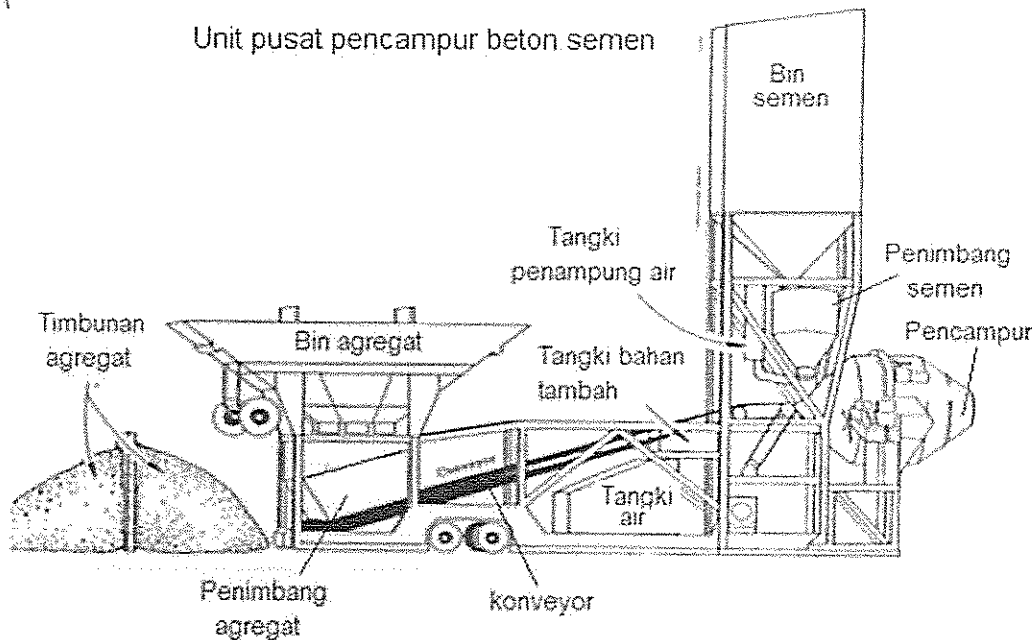 Unit pusat pencampur beton semen
Bin
semen
Tangki
penampung air
Penimbang
semen
Timbunan
agregat
Bin agregat
Tangki bahan
tambah
Pencampur
Tangki
air
Penimbang
agregat
konveyor